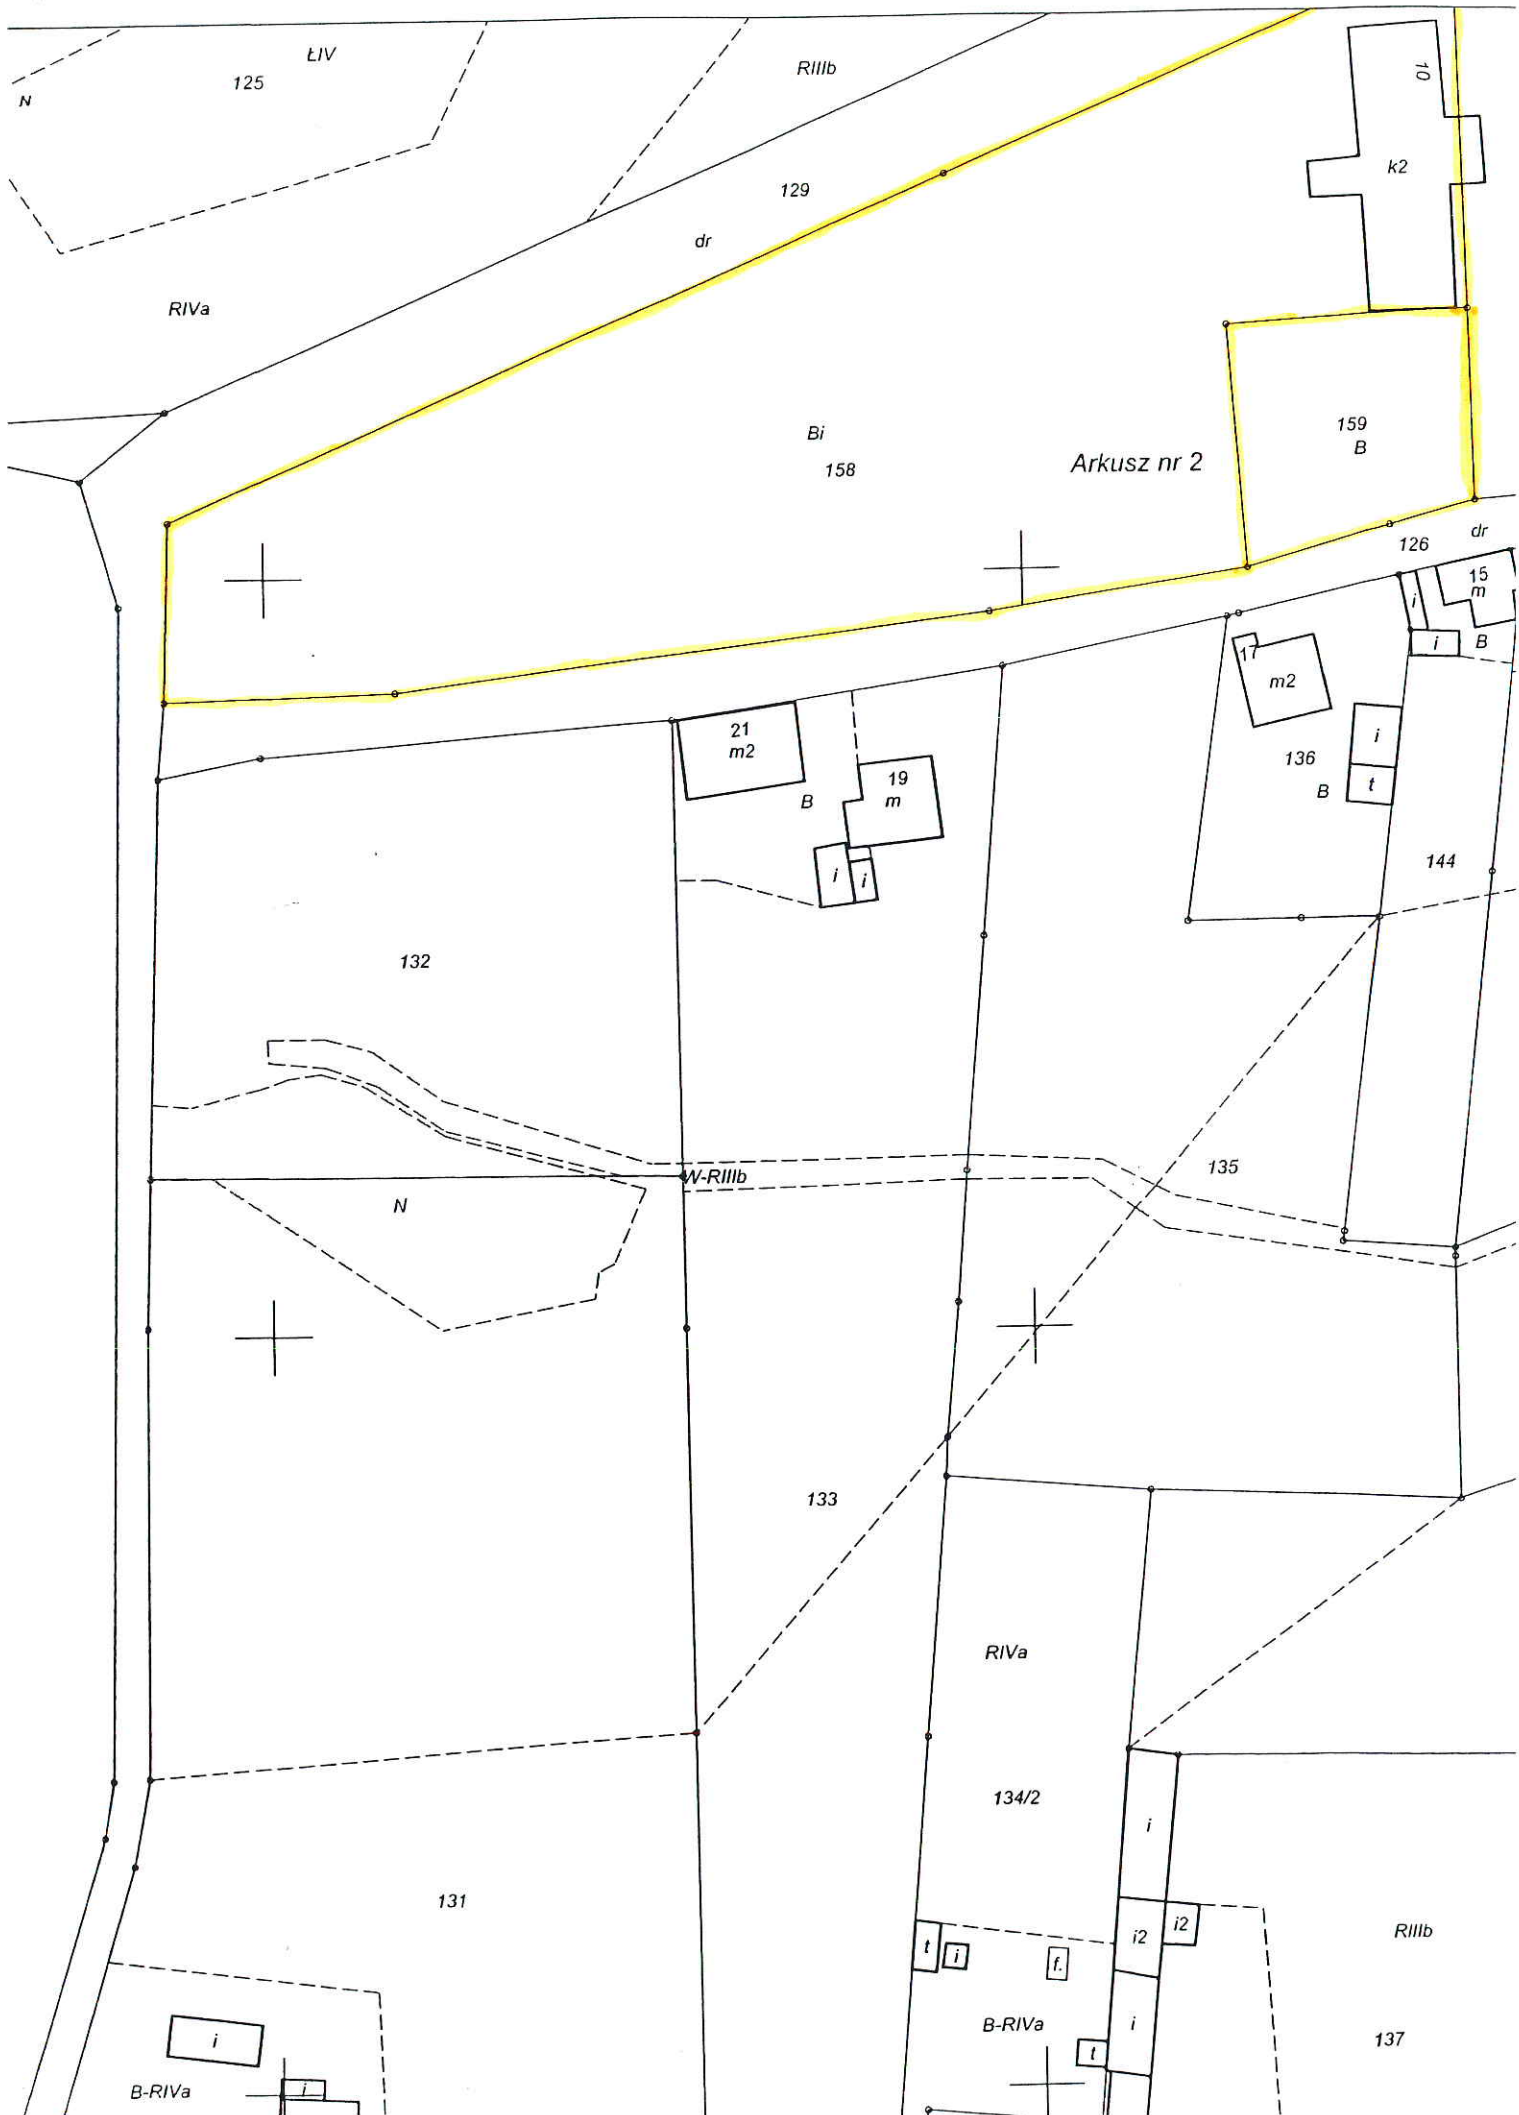 ŁIV
125
N
RIIIb
10
k2
129
dr
RIVa
Bi
158
Arkusz nr 2
159
B
126
dr
15
m
i
i
B
17
m2
21
m2
19
m
B
i
i
136
B
i
t
144
132
W-RIIIb
135
N
133
RIVa
134/2
i
131
i2
i2
RIIIb
t
i
f.
B-RIVa
i
137
t
i
B-RIVa
i